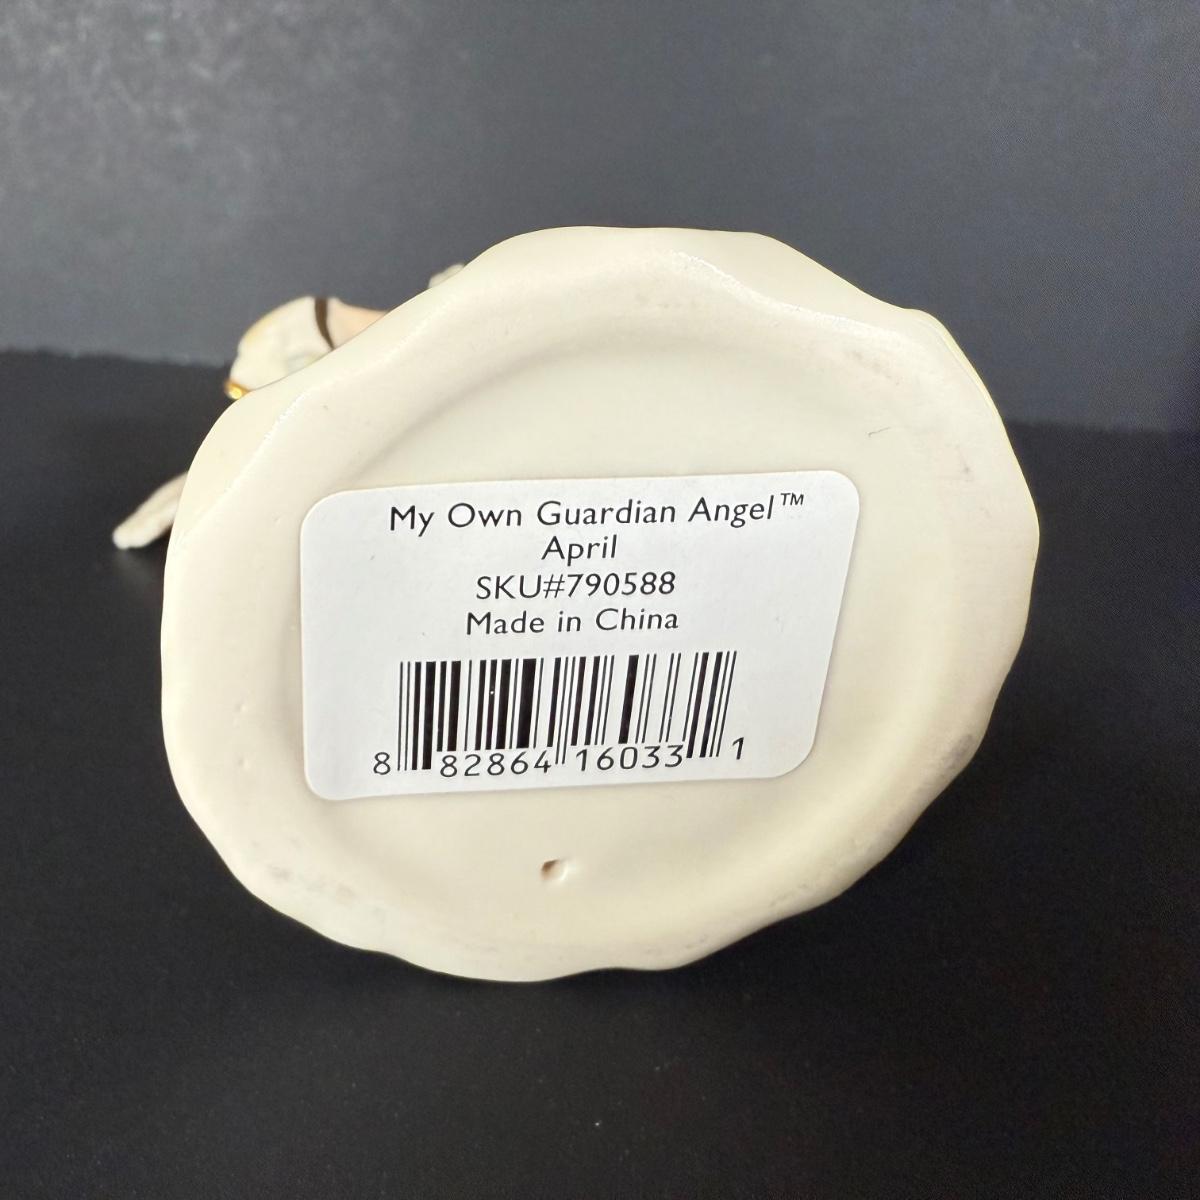 My Own Guardian Angel™
April
SKU#790588
Made in China
8 82864 16033 1